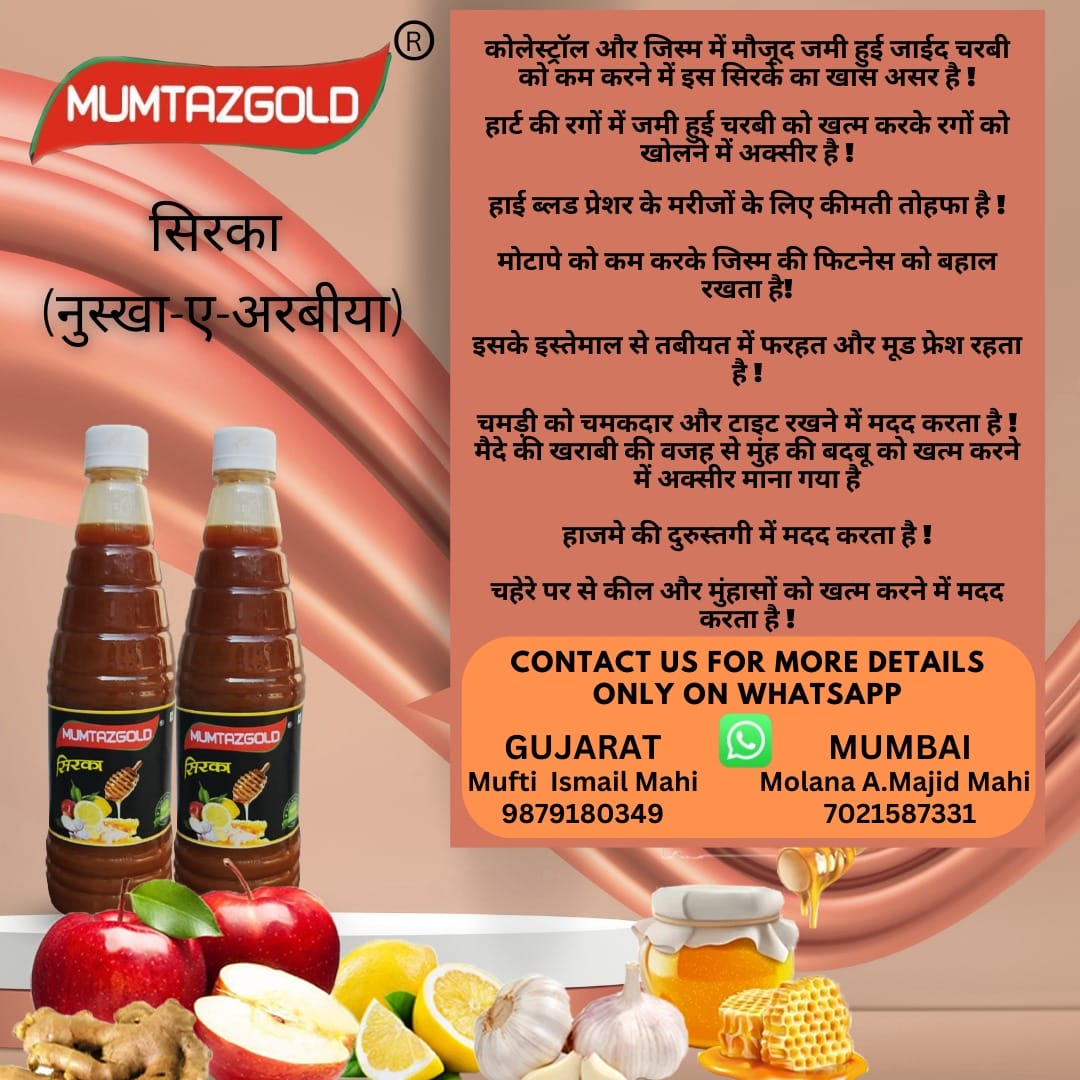 MUMTAZGOLD
®
सिरका
(नुस्खा-ए-अरबीया)
कोलेस्ट्रॉल और जिस्म में मौजूद जमी हुई जाईद चरबी
को कम करने में इस सिरके का खास असर है !
हार्ट की रगों में जमी हुई चरबी को खत्म करके रगों को
खोलने में अक्सीर है !
हाई ब्लड प्रेशर के मरीजों के लिए कीमती तोहफा है !
मोटापे को कम करके जिस्म की फिटनेस को बहाल
रखता है!
इसके इस्तेमाल से तबीयत में फरहत और मूड फ्रेश रहता
है !
चमड़ी को चमकदार और टाइट रखने में मदद करता है !
मैदे की खराबी की वजह से मुंह की बदबू को खत्म करने
में अक्सीर माना गया है
हाजमे की दुरुस्तगी में मदद करता है !
चहेरे पर से कील और मुंहासों को खत्म करने में मदद
करता है !
CONTACT US FOR MORE DETAILS
ONLY ON WHATSAPP
GUJARAT
Mufti Ismail Mahi
9879180349
MUMBAI
Molana A.Majid Mahi
7021587331
MUMTAZGOLD
सिरका
MUMTAZGOLD
सिरका